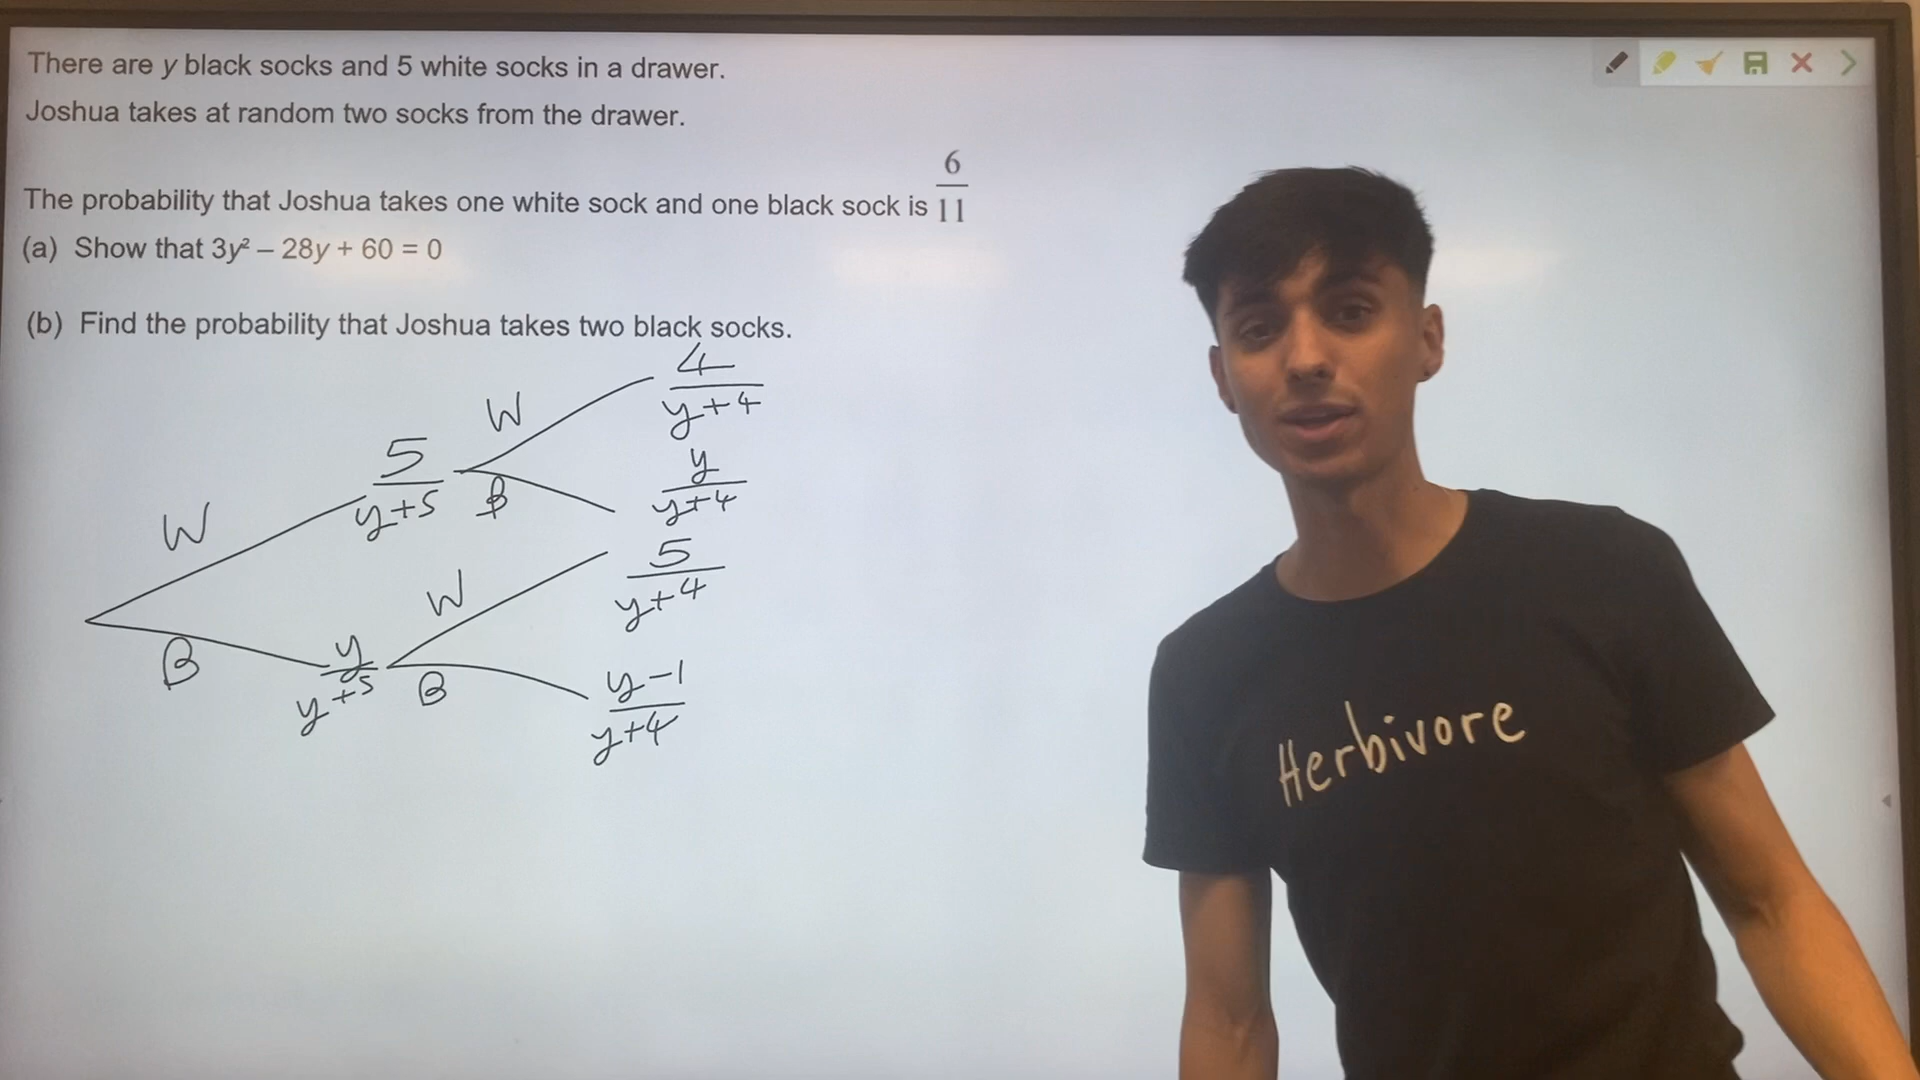 There are y black socks and 5 white socks in a drawer.
Joshua takes at random two socks from the drawer.
The probability that Joshua takes one white sock and one black sock is 6/11
(a) Show that 3y² – 28y + 60 = 0
(b) Find the probability that Joshua takes two black socks.
W
4/y+4
W
5/y+5
B
y/y+4
W
5/y+4
B
y/y+5
B
y-1/y+4
Herbivore